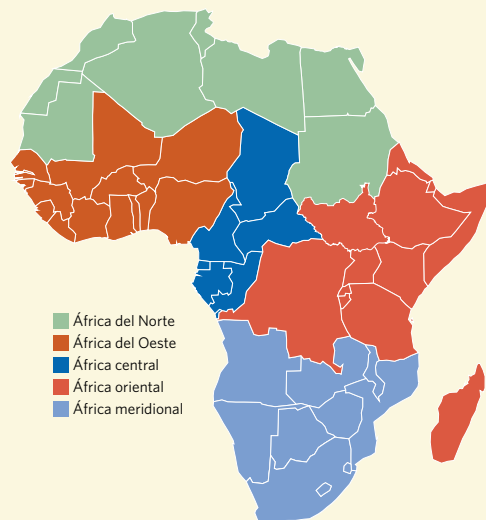 África del Norte
África del Oeste
África central
África oriental
África meridional